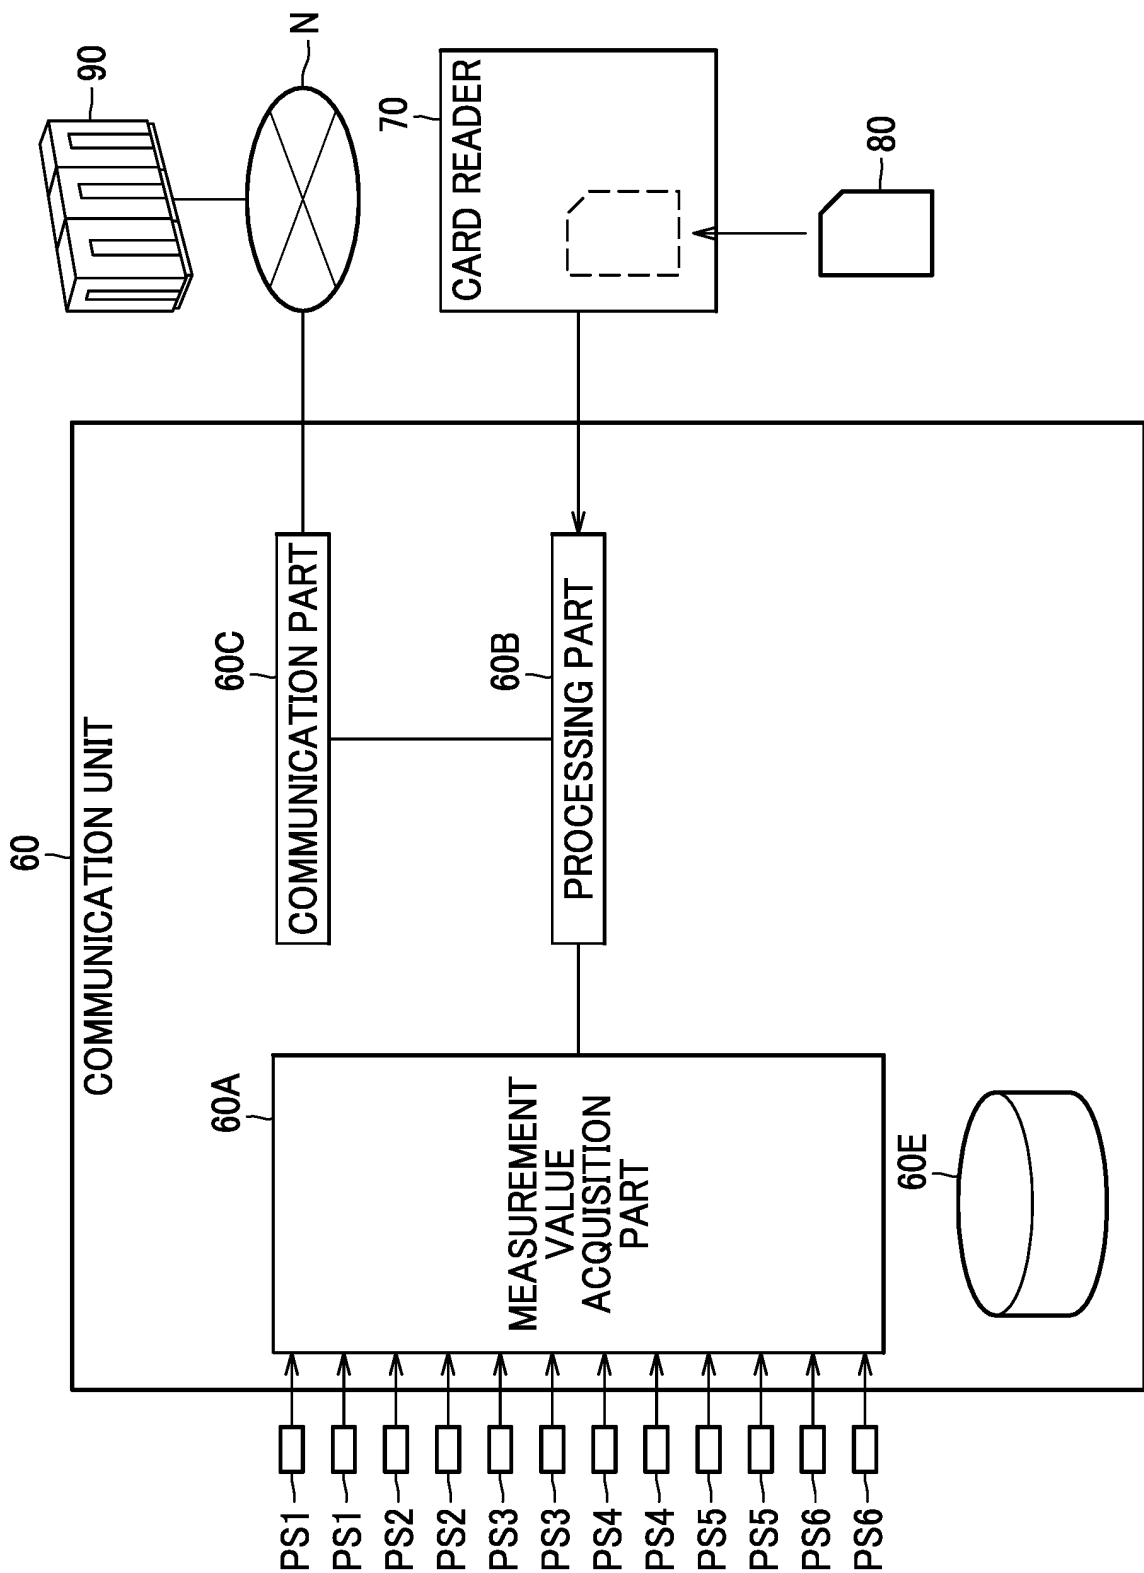 60
COMMUNICATION UNIT
PS1
PS1
PS2
PS2
PS3
PS3
PS4
PS4
PS5
PS5
PS6
PS6
60A
MEASUREMENT
VALUE
ACQUISITION
PART
60E
60C
COMMUNICATION PART
60B
PROCESSING PART
90
N
70
CARD READER
80